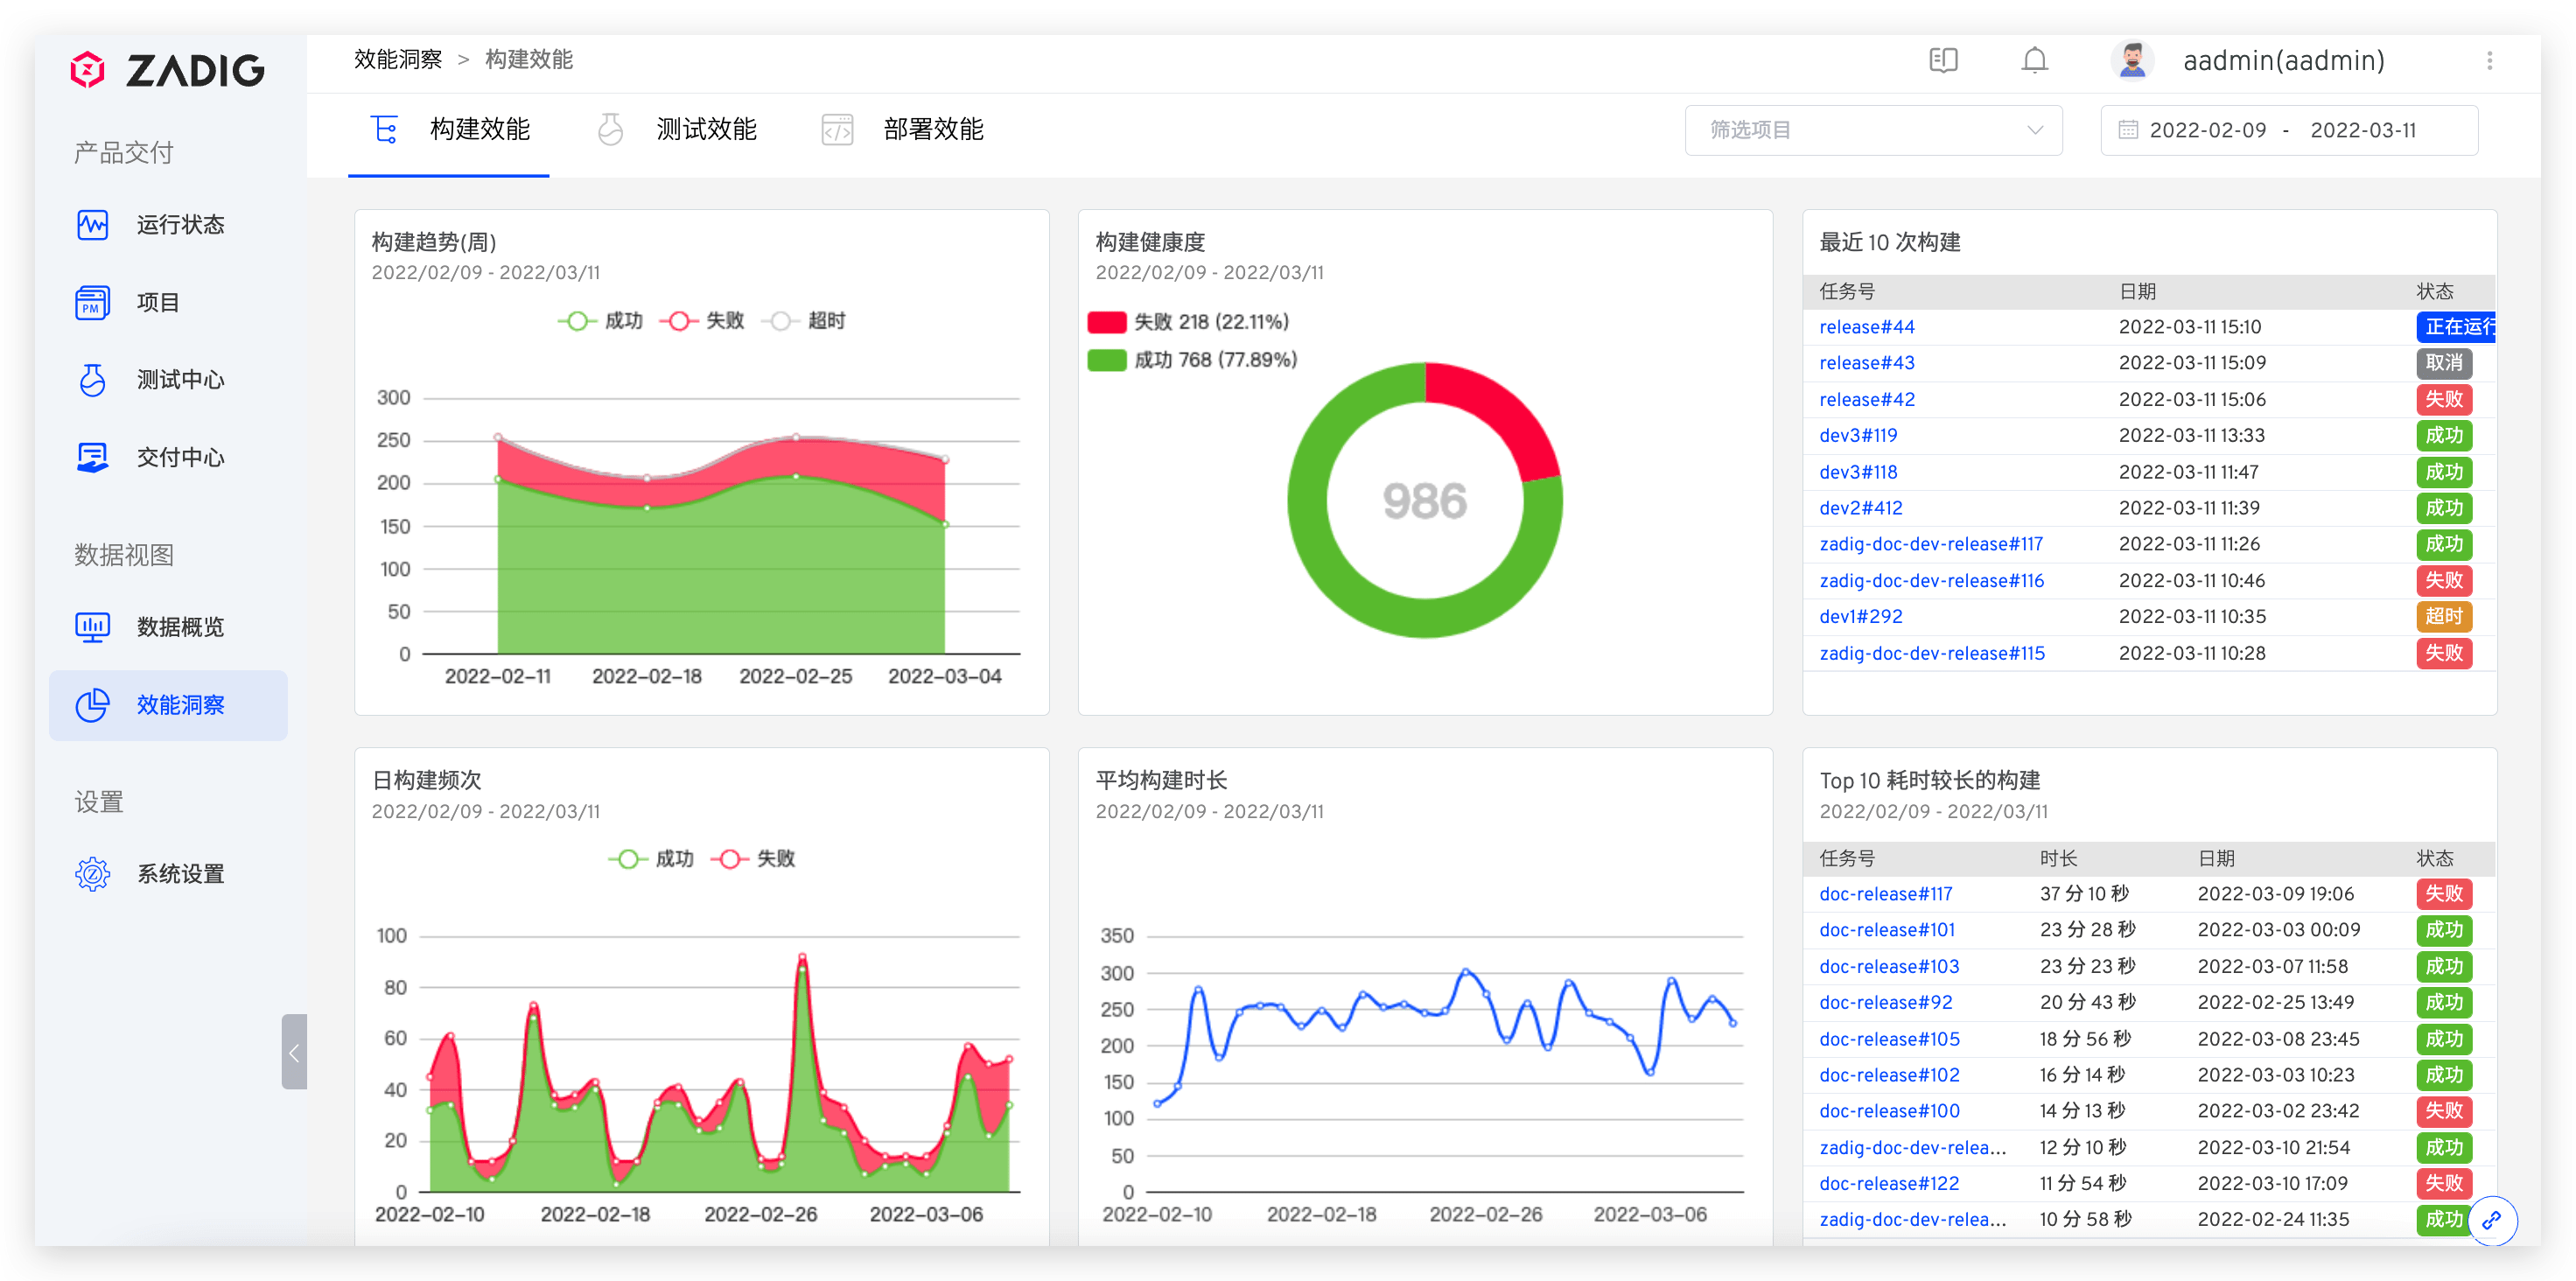 ZADIG
产品交付
运行状态
PM
项目
测试中心
交付中心
数据视图
数据概览
效能洞察
设置
系统设置
效能洞察 > 构建效能
aadmin(aadmin)
构建效能 测试效能 部署效能
筛选项目
2022-02-09 - 2022-03-11
构建趋势(周)
2022/02/09 - 2022/03/11
成功 失败 超时
300
250
200
150
100
50
0
2022-02-11 2022-02-18 2022-02-25 2022-03-04
构建健康度
2022/02/09 - 2022/03/11
失败 218 (22.11%)
成功 768 (77.89%)
986
最近 10 次构建
任务号 日期 状态
release#44 2022-03-11 15:10 正在运行
release#43 2022-03-11 15:09 取消
release#42 2022-03-11 15:06 失败
dev3#119 2022-03-11 13:33 成功
dev3#118 2022-03-11 11:47 成功
dev2#412 2022-03-11 11:39 成功
zadig-doc-dev-release#117 2022-03-11 11:26 成功
zadig-doc-dev-release#116 2022-03-11 10:46 失败
dev1#292 2022-03-11 10:35 超时
zadig-doc-dev-release#115 2022-03-11 10:28 失败
日构建频次
2022/02/09 - 2022/03/11
成功 失败
100
80
60
40
20
0
2022-02-10 2022-02-18 2022-02-26 2022-03-06
平均构建时长
2022/02/09 - 2022/03/11
350
300
250
200
150
100
50
0
2022-02-10 2022-02-18 2022-02-26 2022-03-06
Top 10 耗时较长的构建
2022/02/09 - 2022/03/11
任务号 时长 日期 状态
doc-release#117 37 分 10 秒 2022-03-09 19:06 失败
doc-release#101 23 分 28 秒 2022-03-03 00:09 成功
doc-release#103 23 分 23 秒 2022-03-07 11:58 成功
doc-release#92 20 分 43 秒 2022-02-25 13:49 成功
doc-release#105 18 分 56 秒 2022-03-08 23:45 成功
doc-release#102 16 分 14 秒 2022-03-03 10:23 成功
doc-release#100 14 分 13 秒 2022-03-02 23:42 失败
zadig-doc-dev-relea... 12 分 10 秒 2022-03-10 21:54 成功
doc-release#122 11 分 54 秒 2022-03-10 17:09 失败
zadig-doc-dev-relea... 10 分 58 秒 2022-02-24 11:35 成功